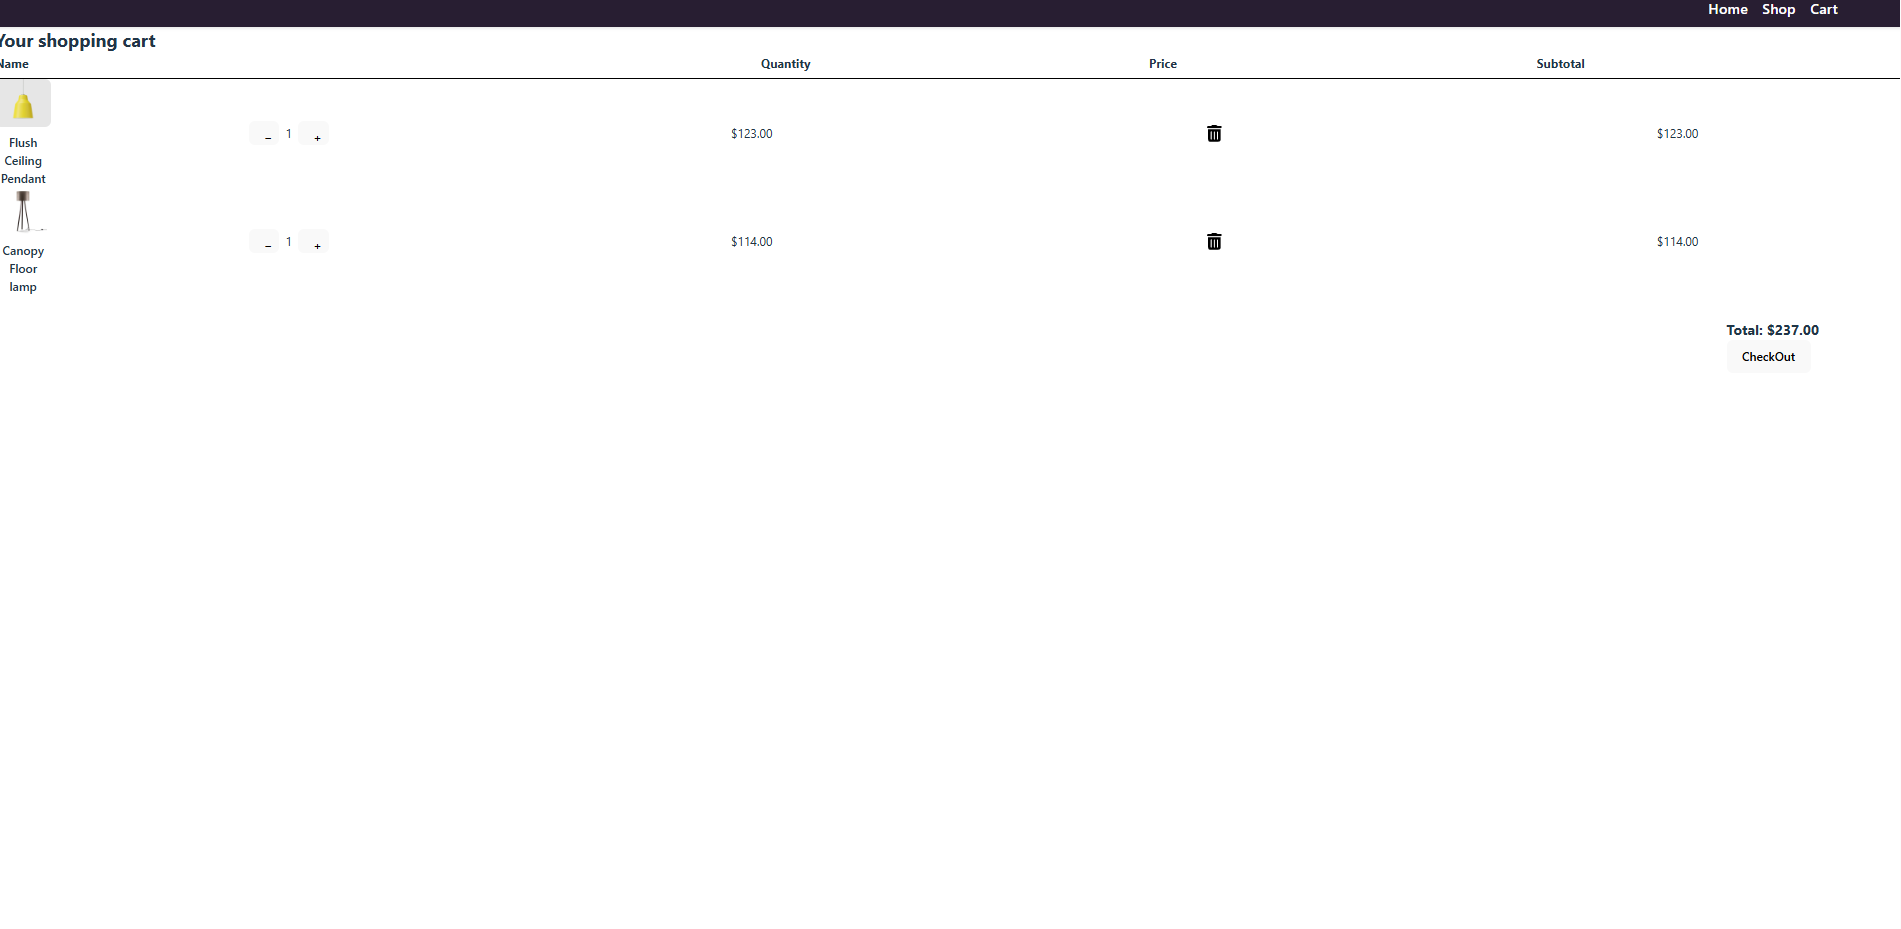 Home Shop Cart
Your shopping cart
Name Quantity Price Subtotal
Flush
Ceiling
Pendant
– 1 + $123.00 $123.00
Canopy
Floor
lamp
– 1 + $114.00 $114.00
Total: $237.00
CheckOut